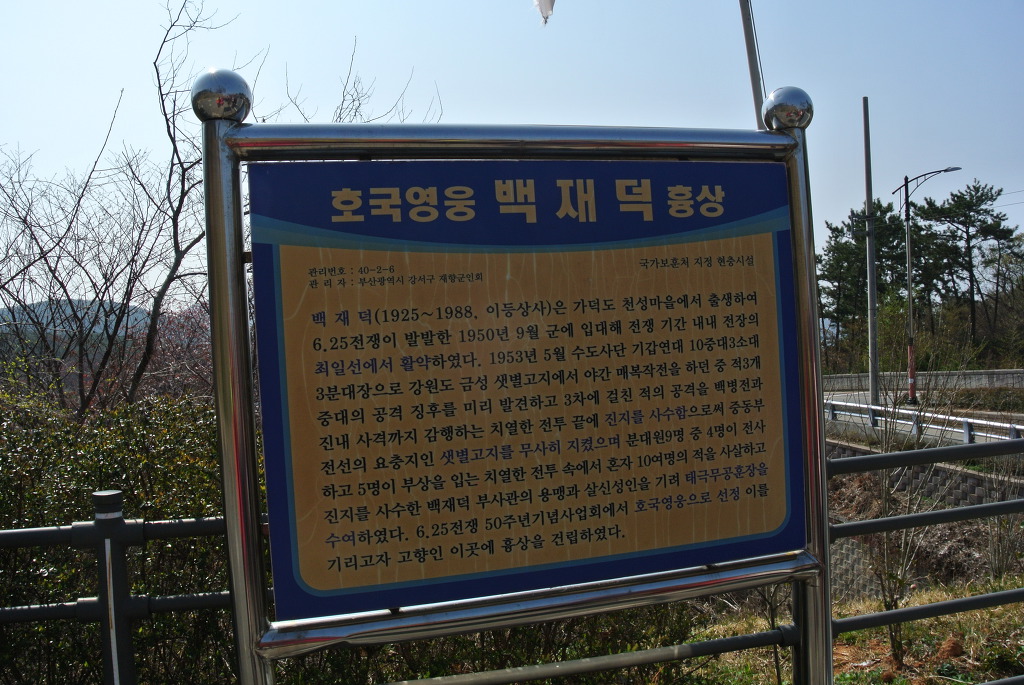 호국영웅 백 재 덕 흉상
관리번호 : 40-2-6
국가보훈처 지정 현충시설
관 리 자 : 부산광역시 강서구 재향군인회
백 재 덕(1925~1988. 이등상사)은 가덕도 천성마을에서 출생하여
6.25전쟁이 발발한 1950년 9월 군에 입대해 전쟁 기간 내내 전장의
최일선에서 활약하였다. 1953년 5월 수도사단 기갑연대 10중대3소대
3분대장으로 강원도 금성 샛별고지에서 야간 매복작전을 하던 중 적3개
중대의 공격 징후를 미리 발견하고 3차에 걸친 적의 공격을 백병전과
진내 사격까지 감행하는 치열한 전투 끝에 진지를 사수함으로써 중동부
전선의 요충지인 샛별고지를 무사히 지켰으며 분대원9명 중 4명이 전사
하고 5명이 부상을 입는 치열한 전투 속에서 혼자 10여명의 적을 사살하고
진지를 사수한 백재덕 부사관의 용맹과 살신성인을 기려 태극무공훈장을
수여하였다. 6.25전쟁 50주년기념사업회에서 호국영웅으로 선정 이를
기리고자 고향인 이곳에 흉상을 건립하였다.